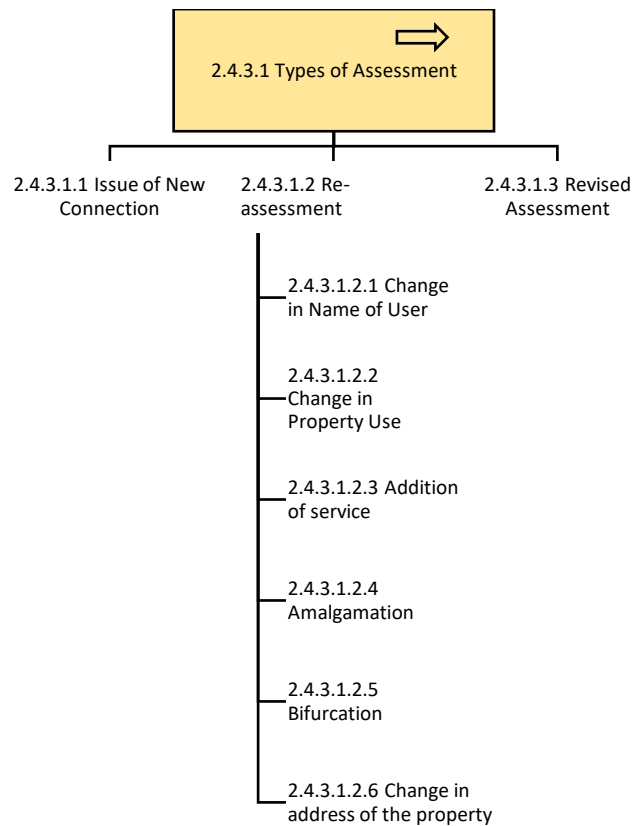 2.4.3.1 Types of Assessment
2.4.3.1.1 Issue of New
Connection
2.4.3.1.2 Re-
assessment
2.4.3.1.3 Revised
Assessment
2.4.3.1.2.1 Change
in Name of User
2.4.3.1.2.2
Change in
Property Use
2.4.3.1.2.3 Addition
of service
2.4.3.1.2.4
Amalgamation
2.4.3.1.2.5
Bifurcation
2.4.3.1.2.6 Change in
address of the property